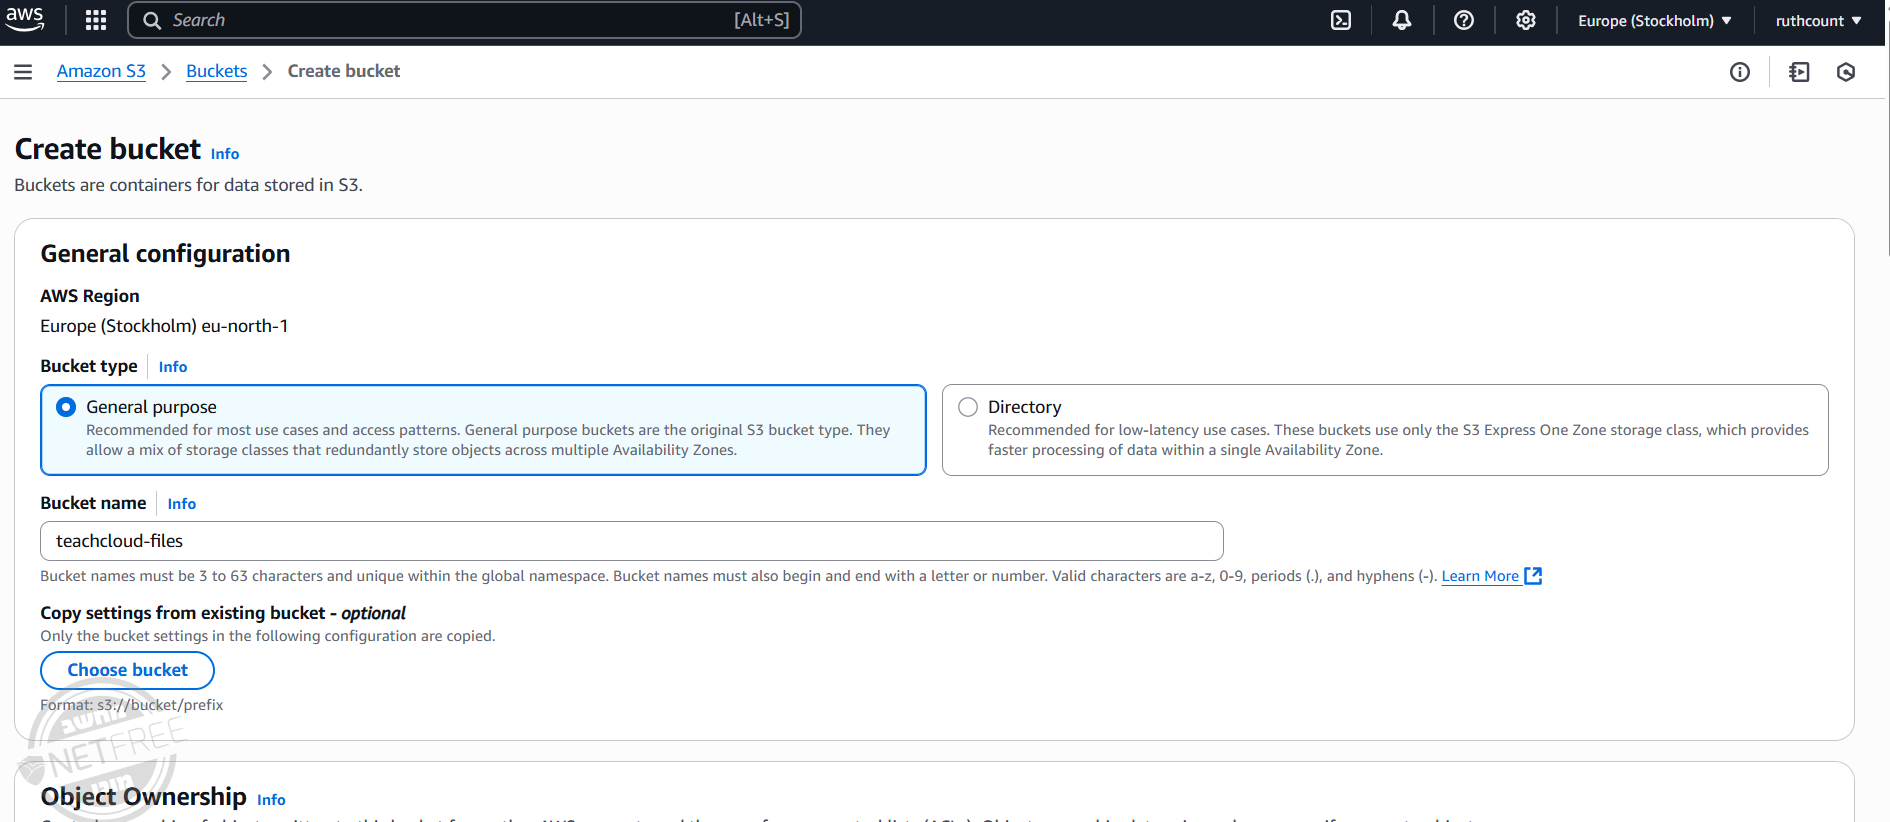 aws
Search
[Alt+S]
Europe (Stockholm)
ruthcount
Amazon S3
Buckets
Create bucket
Create bucket Info
Buckets are containers for data stored in S3.
General configuration
AWS Region
Europe (Stockholm) eu-north-1
Bucket type Info
General purpose
Recommended for most use cases and access patterns. General purpose buckets are the original S3 bucket type. They
allow a mix of storage classes that redundantly store objects across multiple Availability Zones.
Directory
Recommended for low-latency use cases. These buckets use only the S3 Express One Zone storage class, which provides
faster processing of data within a single Availability Zone.
Bucket name Info
teachcloud-files
Bucket names must be 3 to 63 characters and unique within the global namespace. Bucket names must also begin and end with a letter or number. Valid characters are a-z, 0-9, periods (.), and hyphens (-). Learn More
Copy settings from existing bucket - optional
Only the bucket settings in the following configuration are copied.
Choose bucket
Format: s3://bucket/prefix
NETFREE
Object Ownership Info